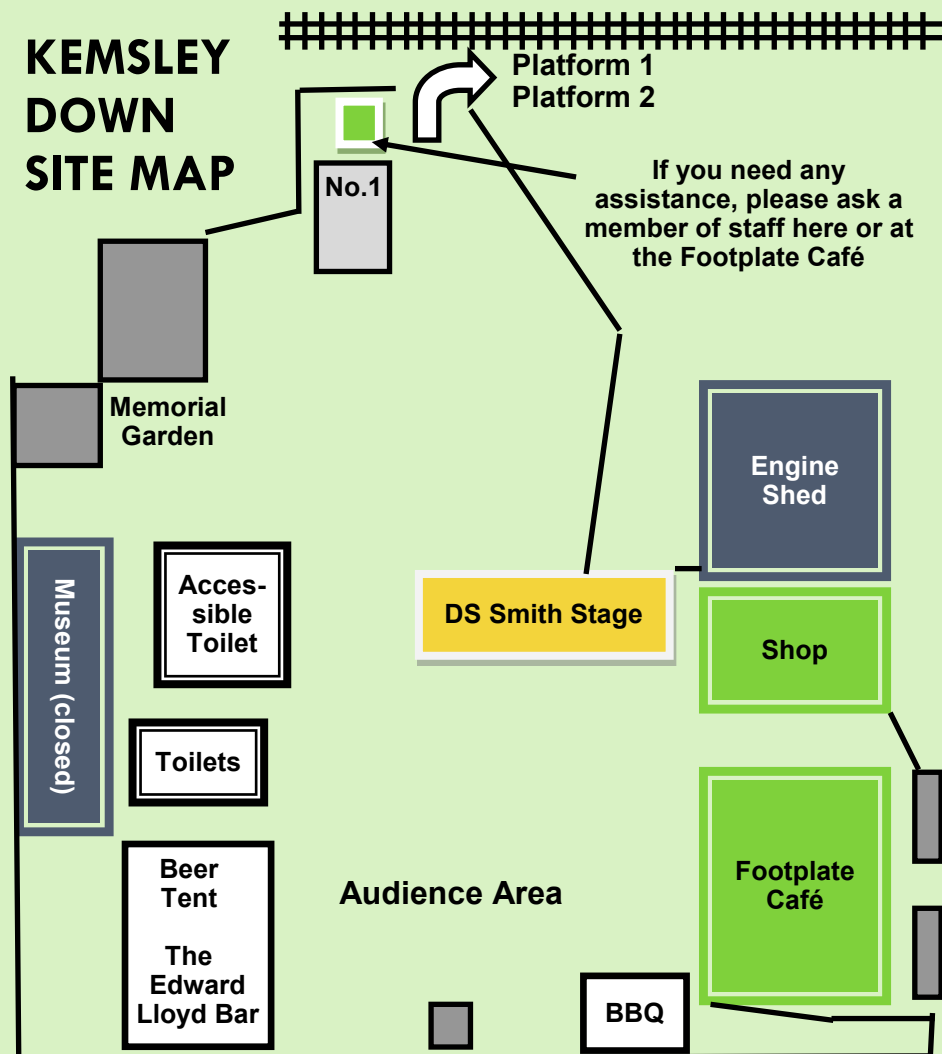 KEMSLEY
DOWN
SITE MAP
Platform 1
Platform 2
If you need any
assistance, please ask a
member of staff here or at
the Footplate Café
No.1
Memorial
Garden
Engine
Shed
Museum (closed)
Acces-
sible
Toilet
DS Smith Stage
Shop
Toilets
Beer
Tent
The
Edward
Lloyd Bar
Audience Area
Footplate
Café
BBQ